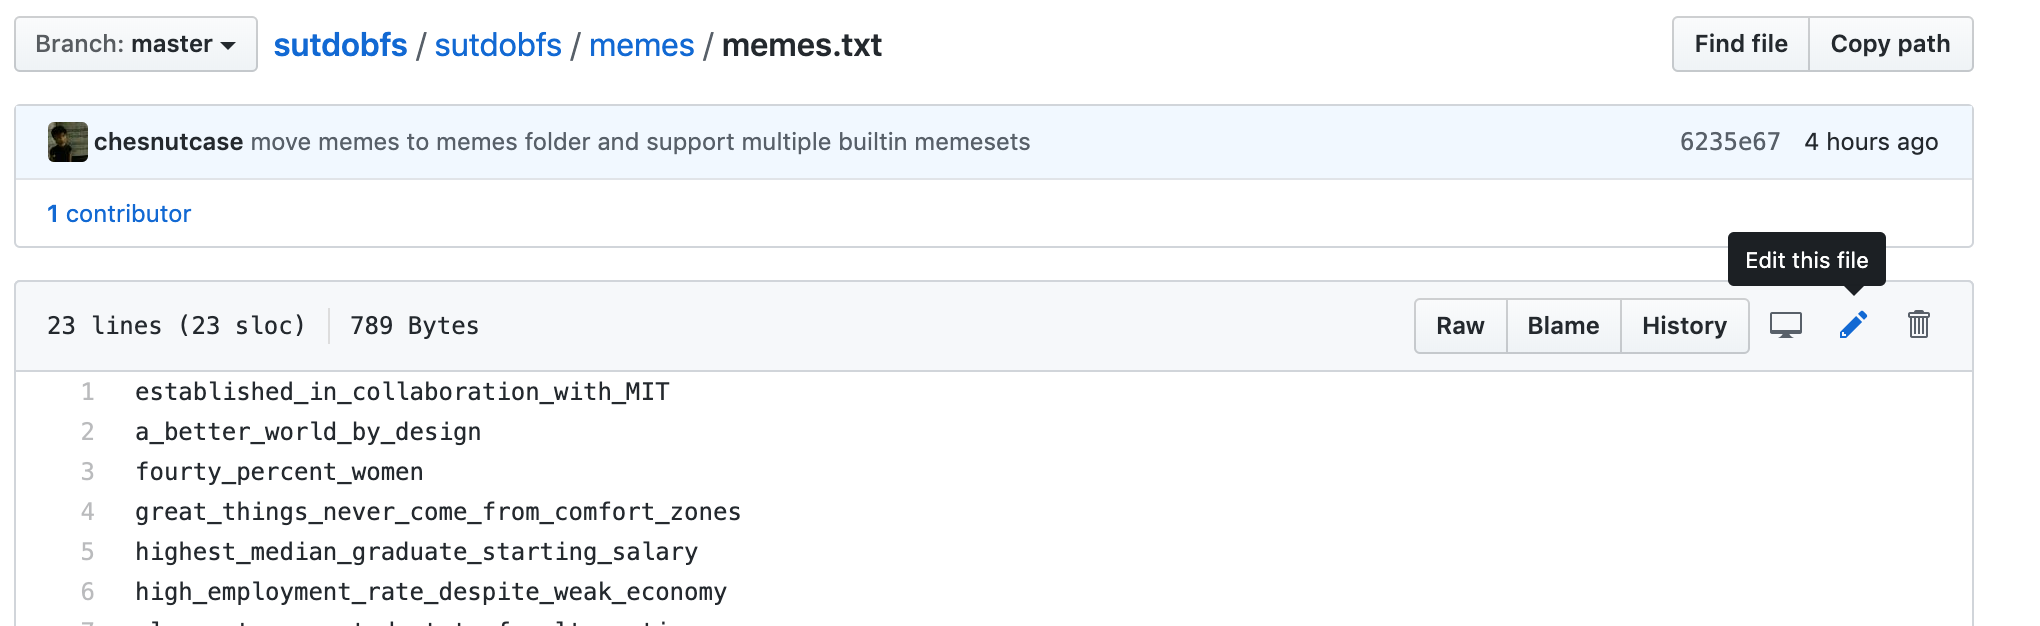 Branch: master sutdobfs / sutdobfs / memes / memes.txt Find file Copy path
chesnutcase move memes to memes folder and support multiple builtin memesets 6235e67 4 hours ago
1 contributor
Edit this file
23 lines (23 sloc) 789 Bytes Raw Blame History
1 established_in_collaboration_with_MIT
2 a_better_world_by_design
3 fourty_percent_women
4 great_things_never_come_from_comfort_zones
5 highest_median_graduate_starting_salary
6 high_employment_rate_despite_weak_economy
7